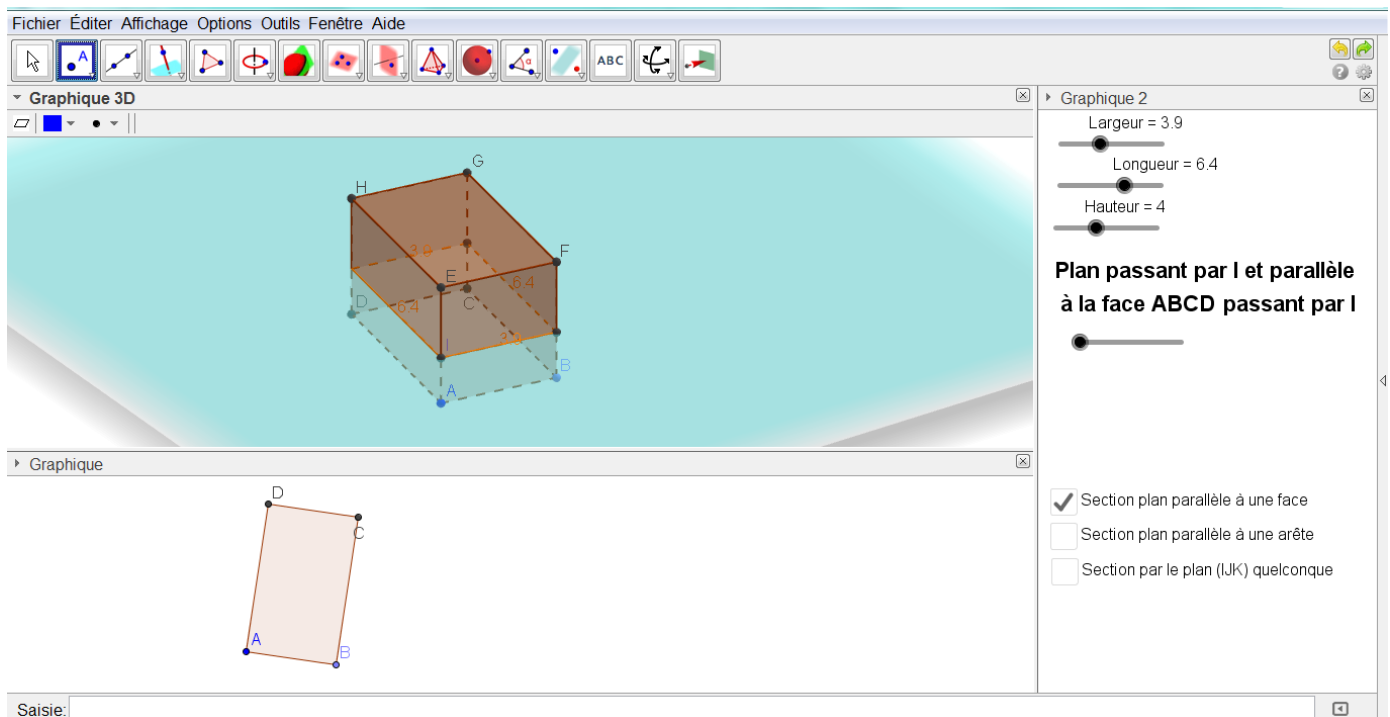 Fichier Éditer Affichage Options Outils Fenêtre Aide
A
α
ABC
Graphique 3D
Graphique 2
G
H
3.9
F
E
6.4
D
6.4
C
I
3.9
B
A
Largeur = 3.9
Longueur = 6.4
Hauteur = 4
Plan passant par I et parallèle
à la face ABCD passant par I
Graphique
D
C
A
B
Section plan parallèle à une face
Section plan parallèle à une arête
Section par le plan (IJK) quelconque
Saisie: